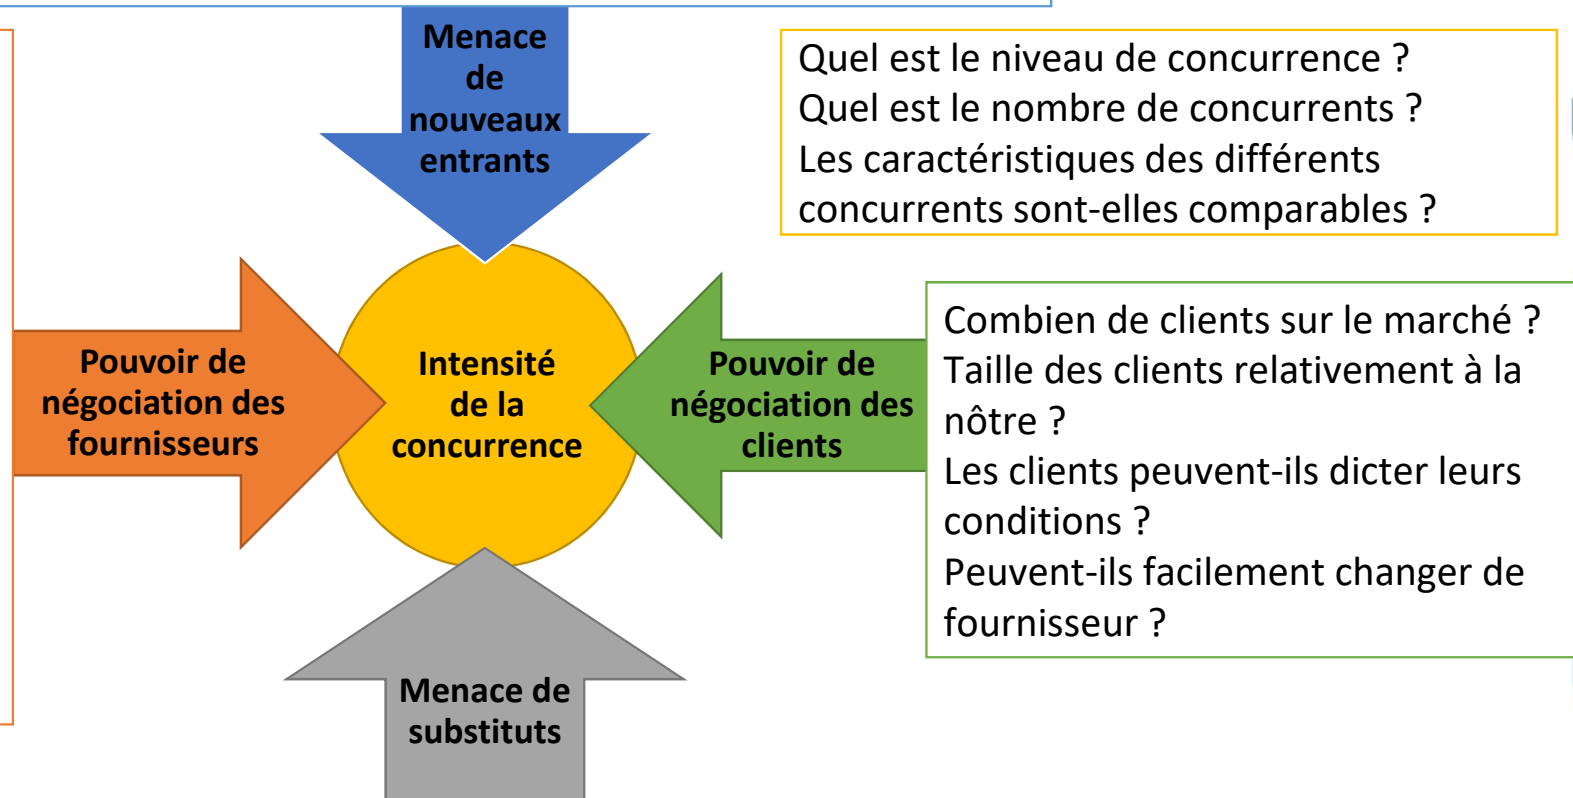 Menace
de
nouveaux
entrants
Quel est le niveau de concurrence ?
Quel est le nombre de concurrents ?
Les caractéristiques des différents
concurrents sont-elles comparables ?
Pouvoir de
négociation des
fournisseurs
Intensité
de la
concurrence
Pouvoir de
négociation des
clients
Combien de clients sur le marché ?
Taille des clients relativement à la
nôtre ?
Les clients peuvent-ils dicter leurs
conditions ?
Peuvent-ils facilement changer de
fournisseur ?
Menace de
substituts